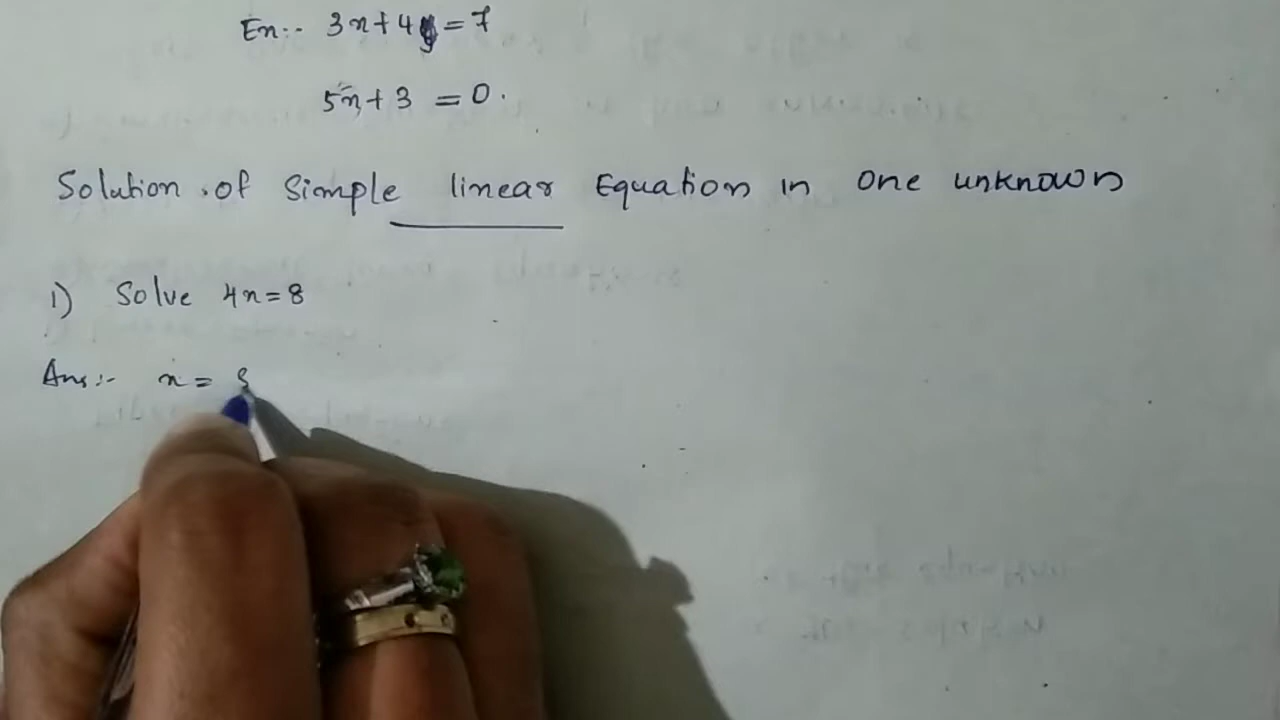 Ex:- 3x+4y=7
5x+3 =0.
Solution of Simple linear Equation in One unknown
1) Solve 4x=8
Ans:- x= 8